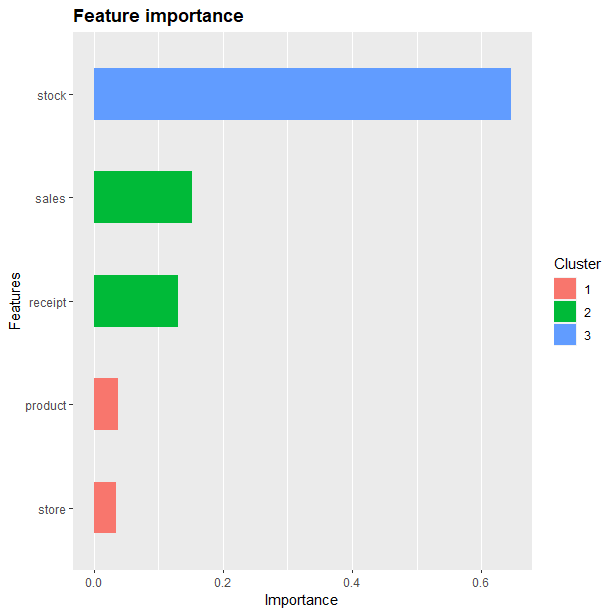 Feature importance
stock
sales
receipt
product
store
Features
0.0 0.2 0.4 0.6
Importance
Cluster
1
2
3